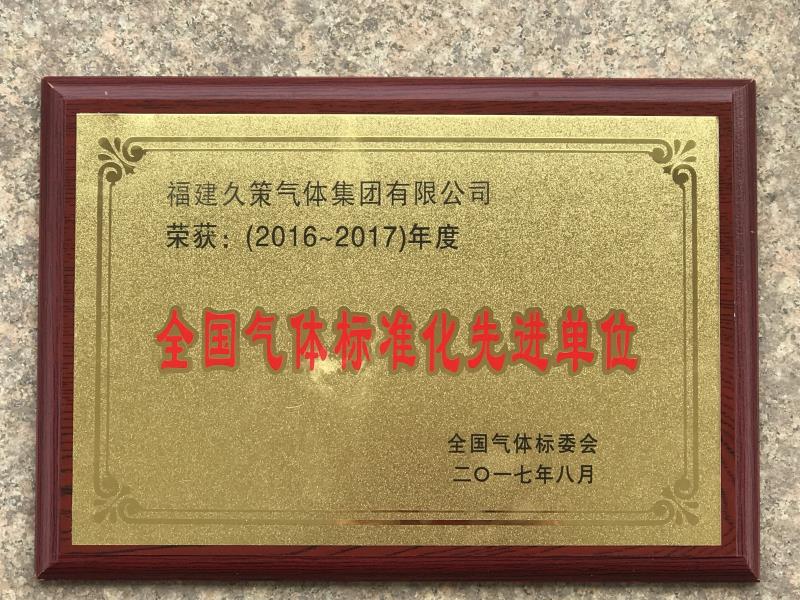 福建久策气体集团有限公司
荣获：(2016~2017)年度
全国气体标准化先进单位
全国气体标委会
二〇一七年八月